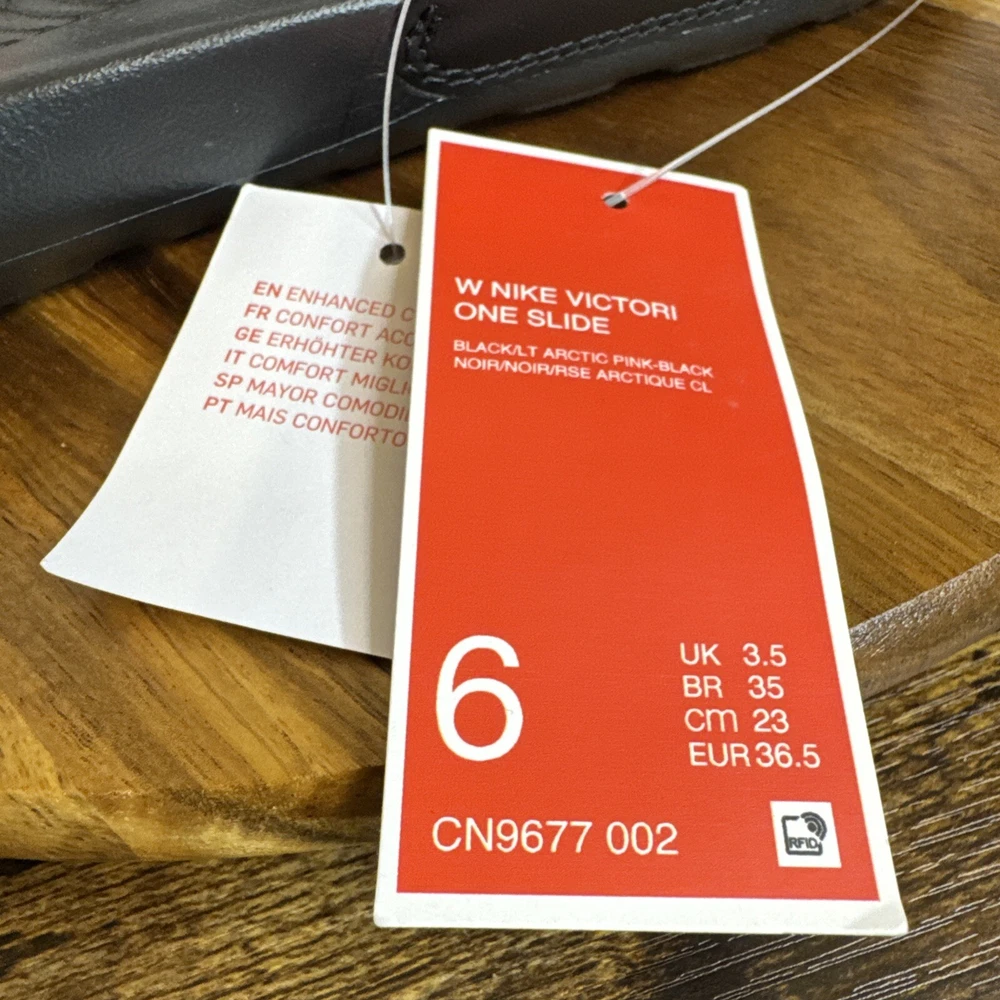 EN ENHANCED
FR CONFORT
GE ERHÖHTER
IT COMFORT
SP MAYOR
PT MAIS CONFORTO
W NIKE VICTORI
ONE SLIDE
BLACK/LT ARCTIC PINK-BLACK
NOIR/NOIR/RSE ARCTIQUE CL
6
UK 3.5
BR 35
cm 23
EUR 36.5
CN9677 002
RFID